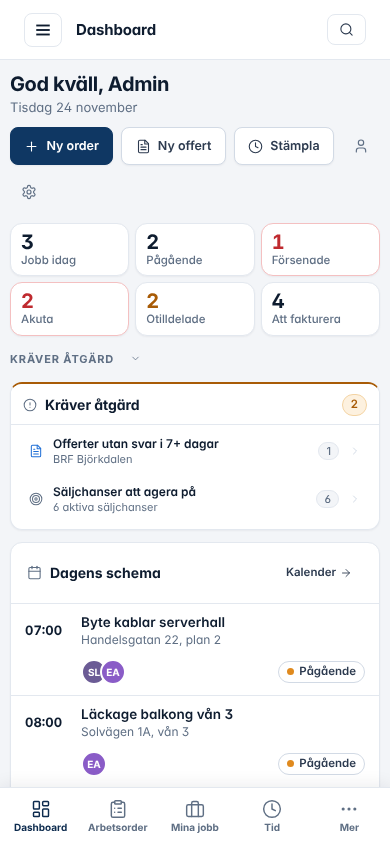 Dashboard
God kväll, Admin
Tisdag 24 november
Ny order
Ny offert
Stämpla
3
Jobb idag
2
Pågående
1
Försenade
2
Akuta
2
Otilldelade
4
Att fakturera
KRÄVER ÅTGÄRD
Kräver åtgärd
2
Offerter utan svar i 7+ dagar
BRF Björkdalen
1
Säljchanser att agera på
6 aktiva säljchanser
6
Dagens schema
Kalender →
07:00
Byte kablar serverhall
Handelsgatan 22, plan 2
SL
EA
Pågående
08:00
Läckage balkong vån 3
Solvägen 1A, vån 3
EA
Pågående
Dashboard
Arbetsorder
Mina jobb
Tid
Mer